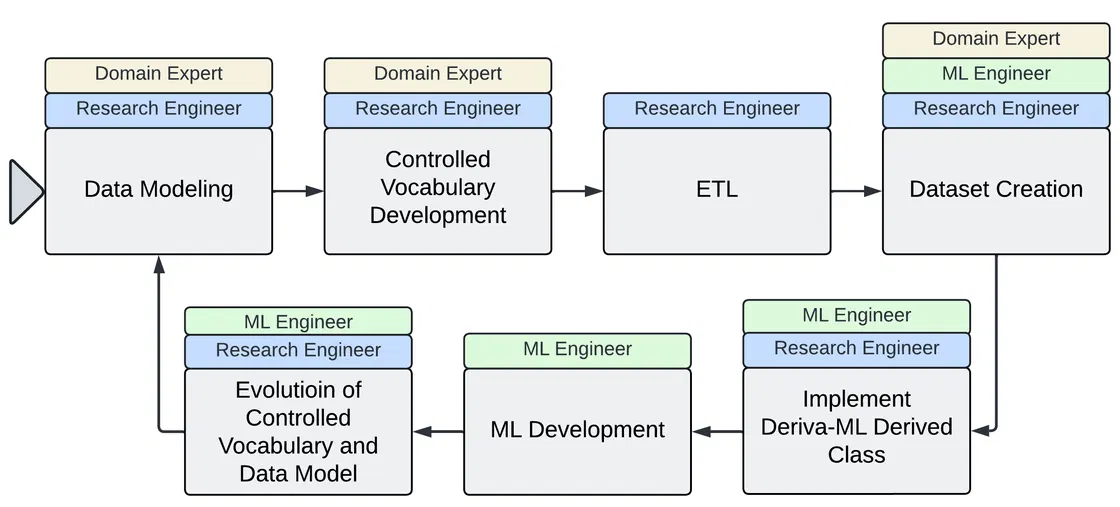 Domain Expert
Research Engineer
Data Modeling
Domain Expert
Research Engineer
Controlled
Vocabulary
Development
Research Engineer
ETL
Domain Expert
ML Engineer
Research Engineer
Dataset Creation
ML Engineer
Research Engineer
Implement
Deriva-ML Derived
Class
ML Engineer
ML Development
ML Engineer
Research Engineer
Evolutioin of
Controlled
Vocabulary and
Data Model